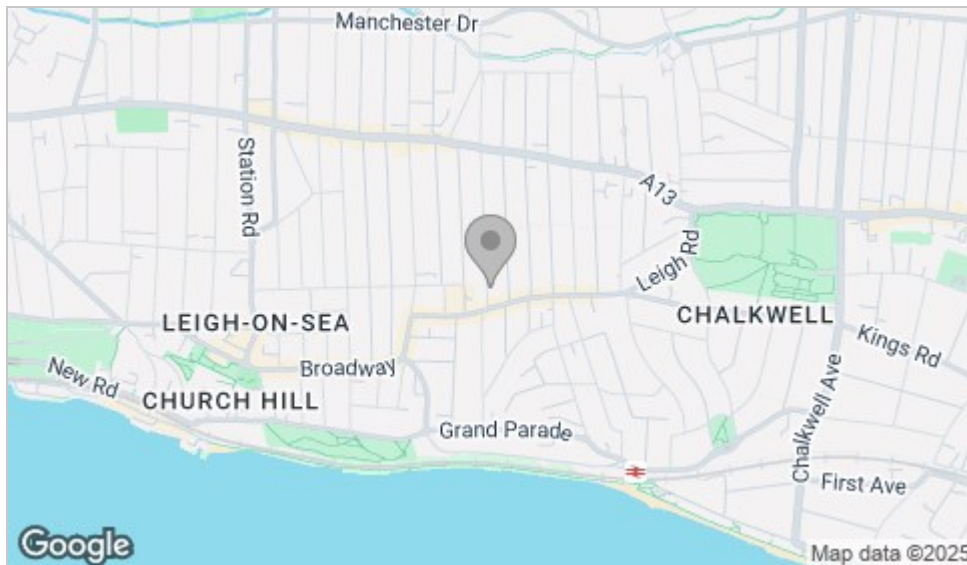 Manchester Dr
Station Rd
A13
Leigh Rd
LEIGH-ON-SEA
CHALKWELL
Kings Rd
Broadway
New Rd
CHURCH HILL
Chalkwell Ave
Grand Parade
First Ave
Google
Map data ©2025